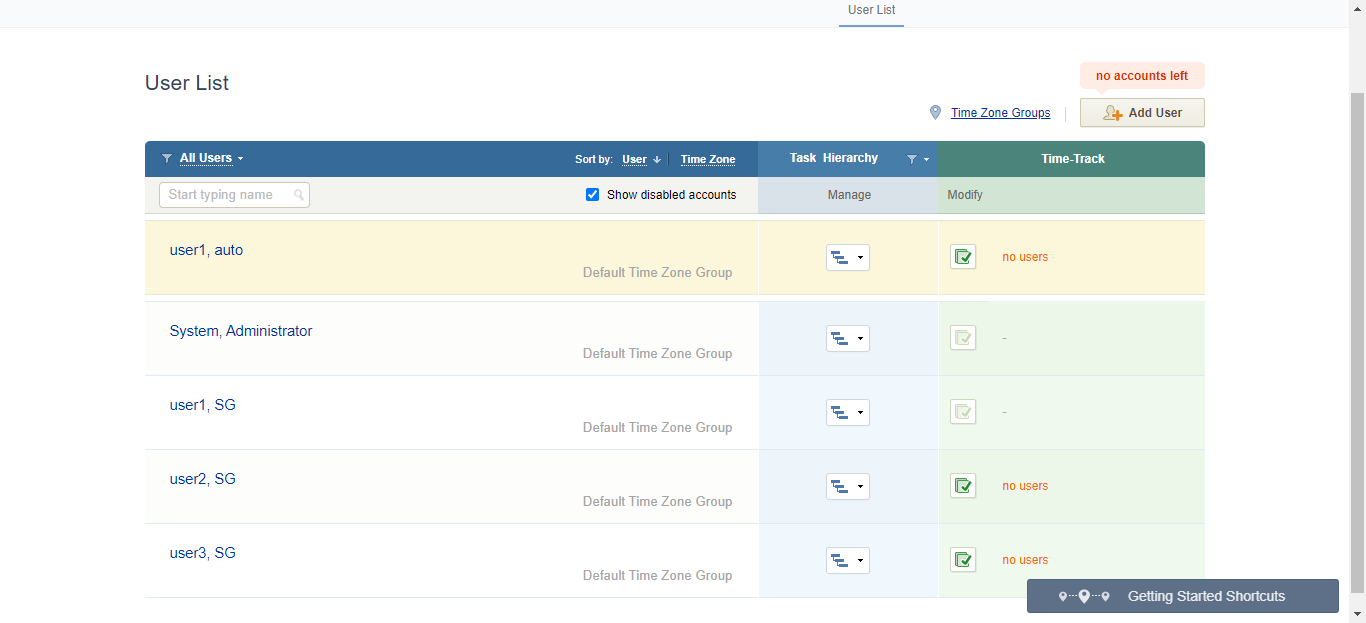 User List
User List
no accounts left
Time Zone Groups
Add User
All Users
Sort by: User Time Zone
Task Hierarchy
Time-Track
Start typing name
Show disabled accounts
Manage
Modify
user1, auto
Default Time Zone Group
no users
System, Administrator
Default Time Zone Group
-
user1, SG
Default Time Zone Group
-
user2, SG
Default Time Zone Group
no users
user3, SG
Default Time Zone Group
no users
Getting Started Shortcuts